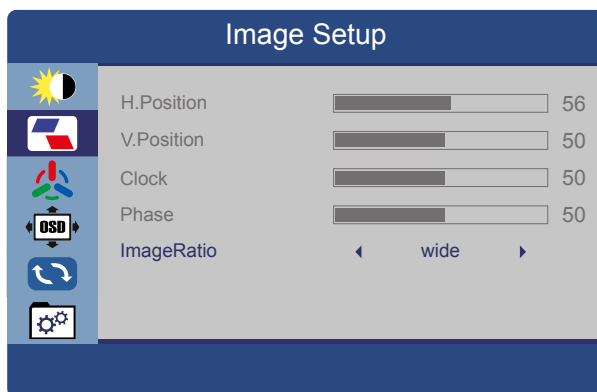 Image Setup
H.Position 56
V.Position 50
Clock 50
Phase 50
ImageRatio wide
OSD